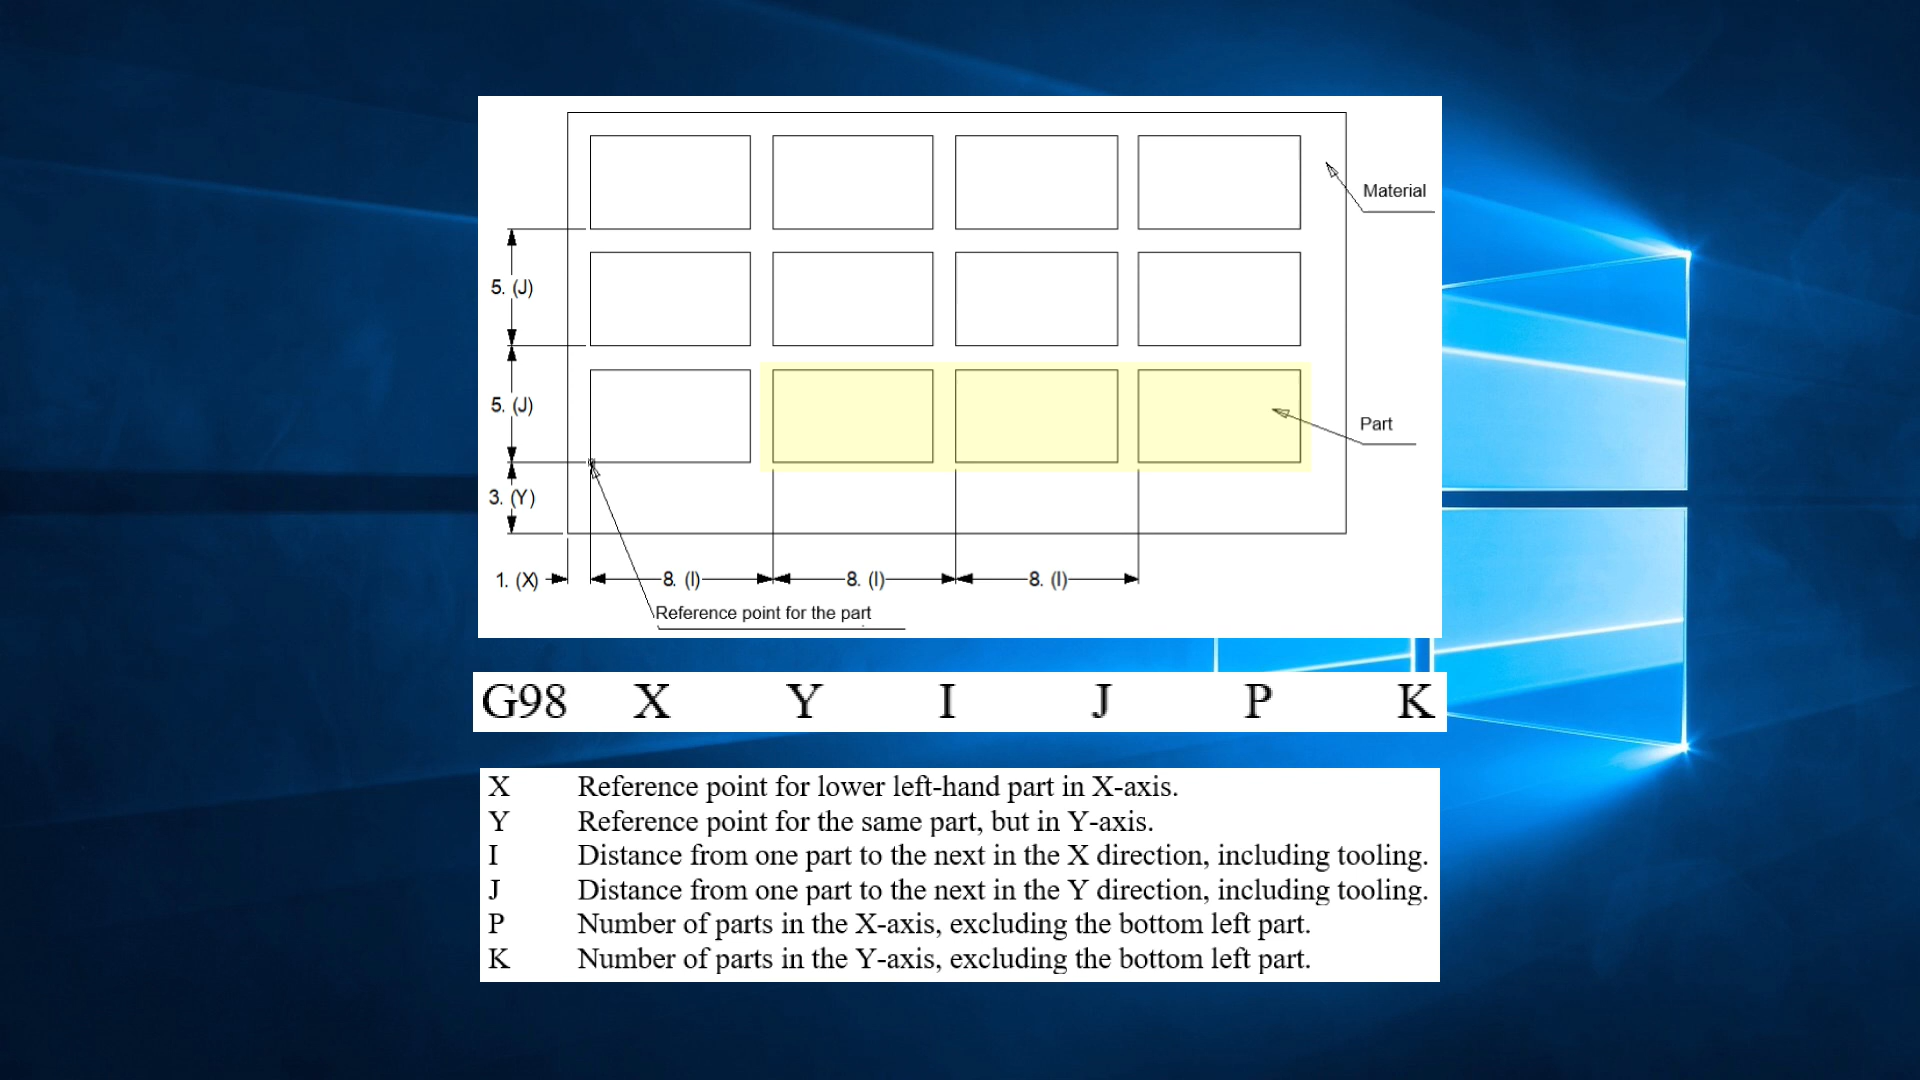 Material
5. (J)
5. (J)
Part
3. (Y)
1. (X) 8. (I) 8. (I) 8. (I)
Reference point for the part
G98 X Y I J P K
X Reference point for lower left-hand part in X-axis.
Y Reference point for the same part, but in Y-axis.
I Distance from one part to the next in the X direction, including tooling.
J Distance from one part to the next in the Y direction, including tooling.
P Number of parts in the X-axis, excluding the bottom left part.
K Number of parts in the Y-axis, excluding the bottom left part.